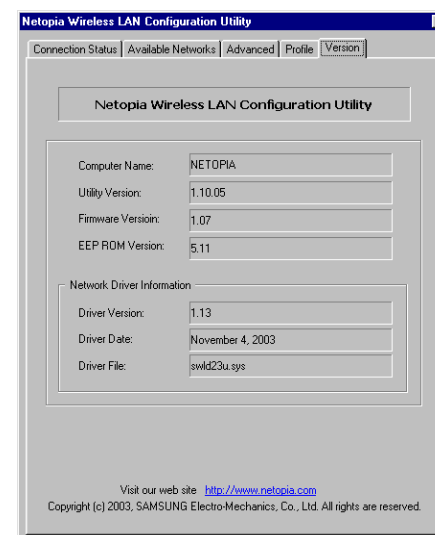 Netopia Wireless LAN Configuration Utility
Connection Status Available Networks Advanced Profile Version
Netopia Wireless LAN Configuration Utility
Computer Name: NETOPIA
Utility Version: 1.10.05
Firmware Versioin: 1.07
EEP ROM Version: 5.11
Network Driver Information
Driver Version: 1.13
Driver Date: November 4, 2003
Driver File: swld23u.sys
Visit our web site http://www.netopia.com
Copyright (c) 2003, SAMSUNG Electro-Mechanics, Co., Ltd. All rights are reserved.